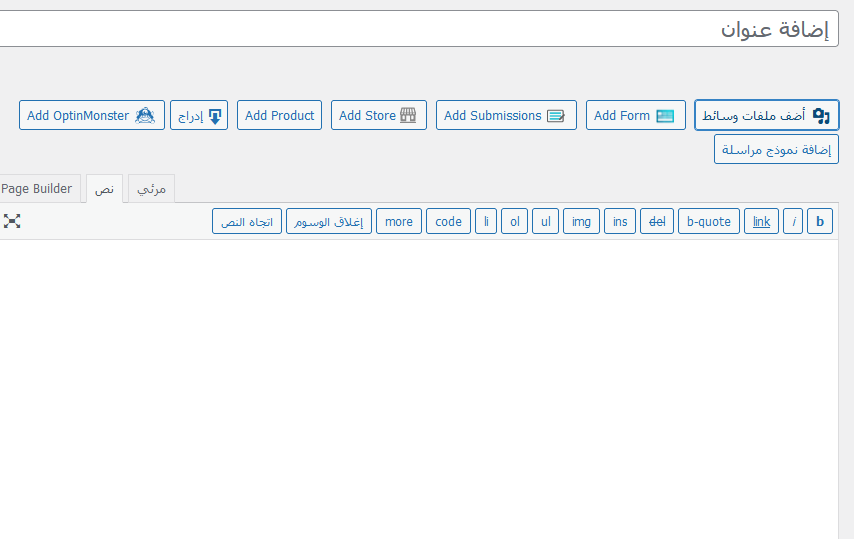 إضافة عنوان
أضف ملفات وسائط Add Form Add Submissions Add Store Add Product إدراج Add OptinMonster
إضافة نموذج مراسلة
مرئي نص Page Builder
b i link b-quote del ins img ul ol li code more إغلاق الوسوم اتجاه النص